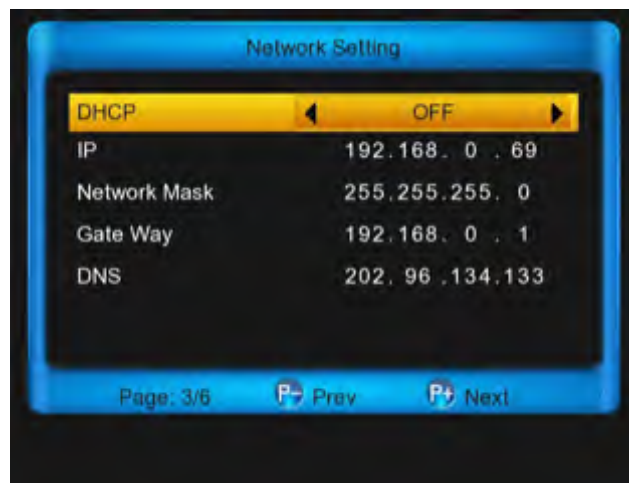 Network Setting
DHCP OFF
IP 192.168. 0 . 69
Network Mask 255.255.255. 0
Gate Way 192.168. 0 . 1
DNS 202. 96 .134.133
Page: 3/6 P- Prev P+ Next